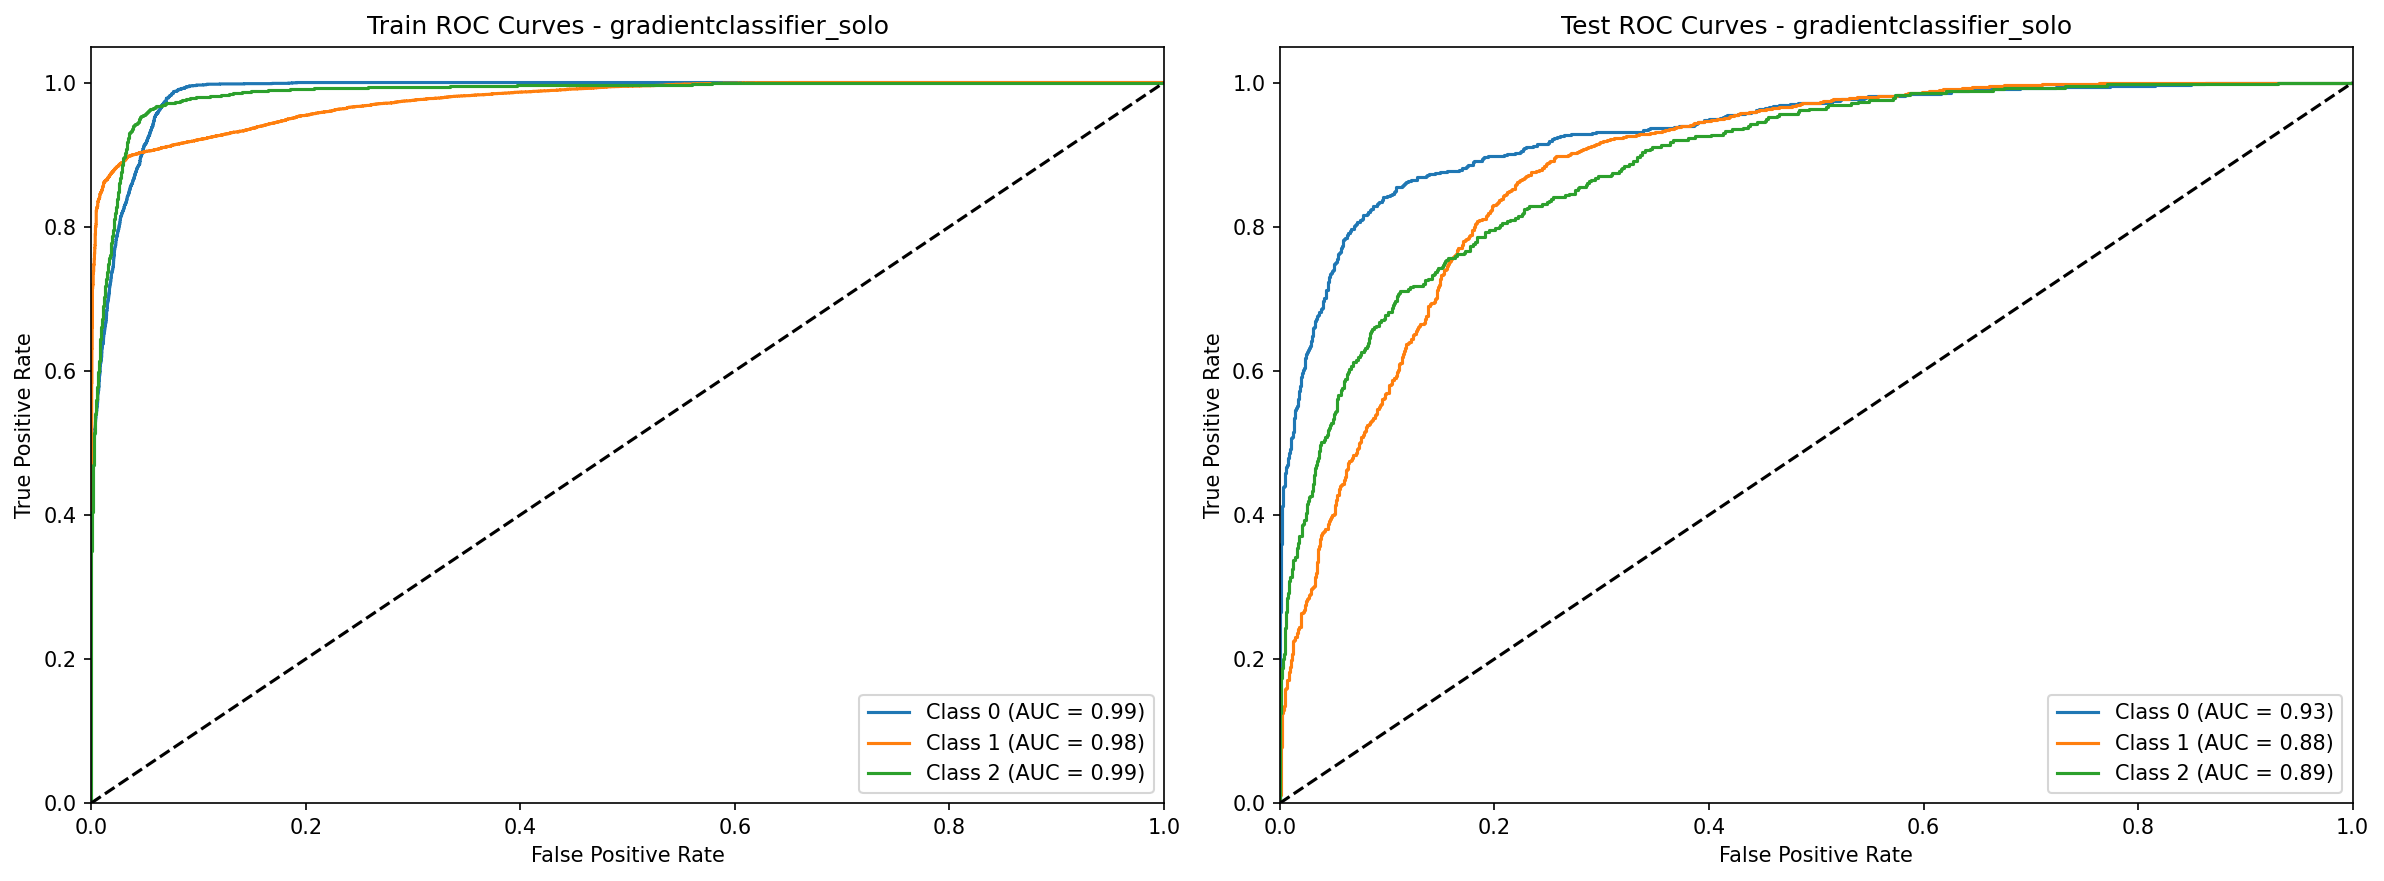 Train ROC Curves - gradientclassifier_solo
True Positive Rate
1.0
0.8
0.6
0.4
0.2
0.0
0.0 0.2 0.4 0.6 0.8 1.0
False Positive Rate
Class 0 (AUC = 0.99)
Class 1 (AUC = 0.98)
Class 2 (AUC = 0.99)
Test ROC Curves - gradientclassifier_solo
True Positive Rate
1.0
0.8
0.6
0.4
0.2
0.0
0.0 0.2 0.4 0.6 0.8 1.0
False Positive Rate
Class 0 (AUC = 0.93)
Class 1 (AUC = 0.88)
Class 2 (AUC = 0.89)